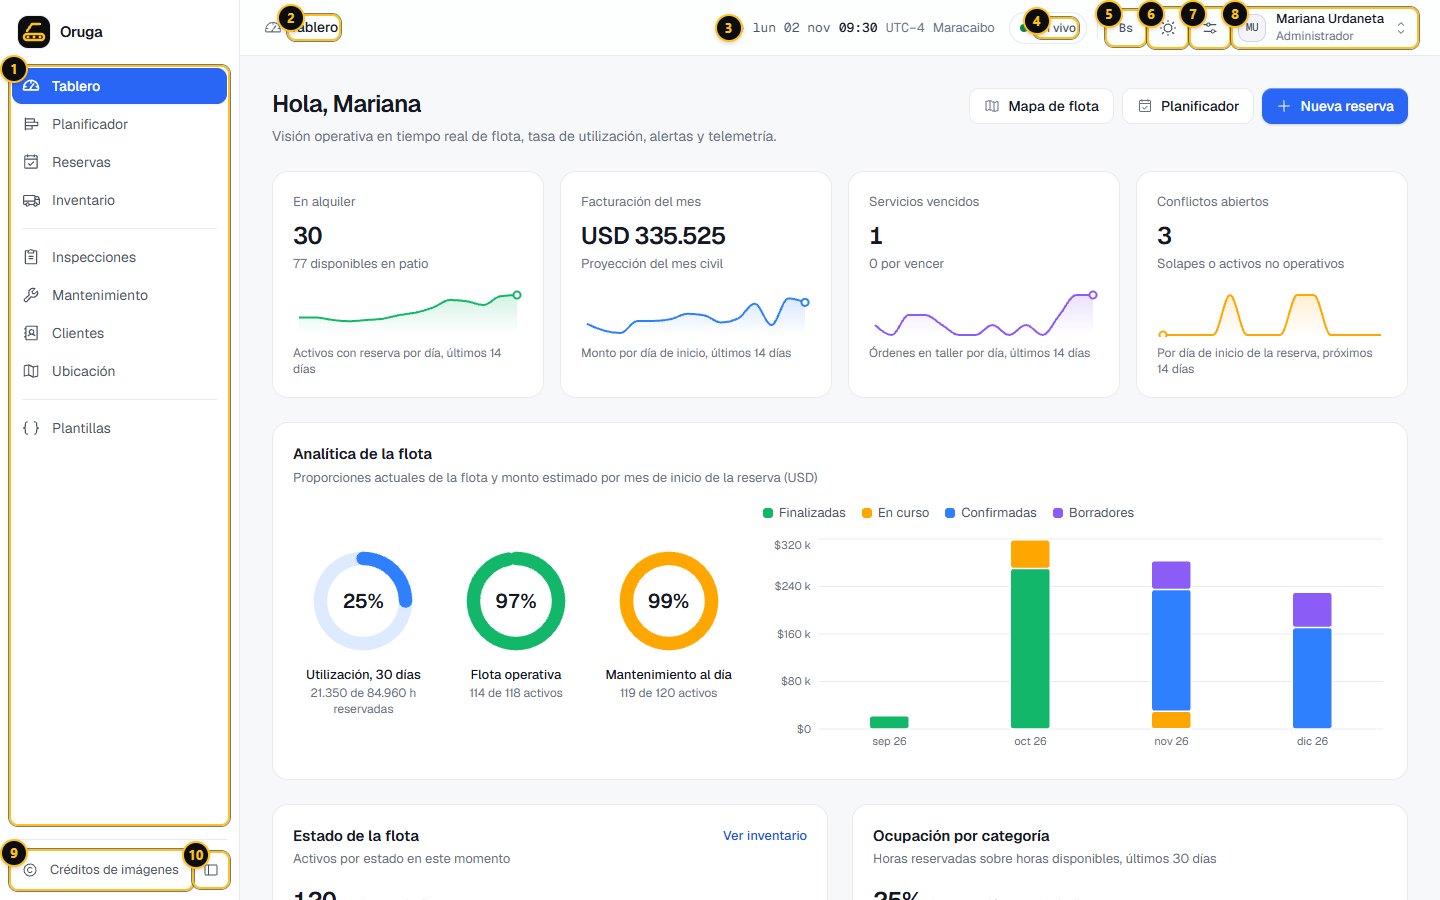 Oruga
1
Tablero
Planificador
Reservas
Inventario
Inspecciones
Mantenimiento
Clientes
Ubicación
Plantillas
9
Créditos de imágenes
10
2
3
lun 02 nov 09:30 UTC−4 Maracaibo
4
vivo
5
Bs
6
7
8
MU
Mariana Urdaneta
Administrador
Hola, Mariana
Visión operativa en tiempo real de flota, tasa de utilización, alertas y telemetría.
Mapa de flota
Planificador
Nueva reserva
En alquiler
30
77 disponibles en patio
Activos con reserva por día, últimos 14
días
Facturación del mes
USD 335.525
Proyección del mes civil
Monto por día de inicio, últimos 14 días
Servicios vencidos
1
0 por vencer
Órdenes en taller por día, últimos 14 días
Conflictos abiertos
3
Solapes o activos no operativos
Por día de inicio de la reserva, próximos
14 días
Analítica de la flota
Proporciones actuales de la flota y monto estimado por mes de inicio de la reserva (USD)
25%
Utilización, 30 días
21.350 de 84.960 h
reservadas
97%
Flota operativa
114 de 118 activos
99%
Mantenimiento al día
119 de 120 activos
Finalizadas
En curso
Confirmadas
Borradores
$320 k
$240 k
$160 k
$80 k
$0
sep 26
oct 26
nov 26
dic 26
Estado de la flota
Ver inventario
Activos por estado en este momento
120
Ocupación por categoría
Horas reservadas sobre horas disponibles, últimos 30 días
25%